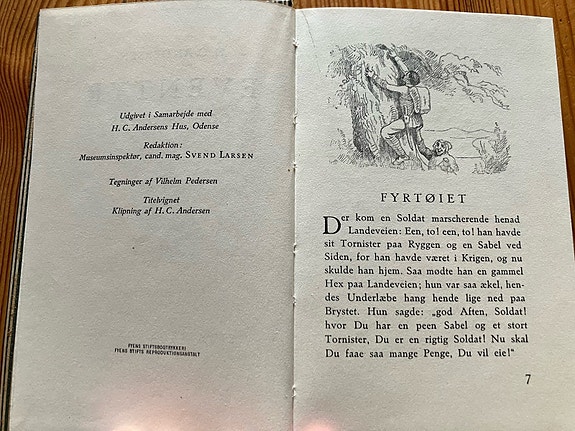 Udgivet i Samarbejde med
H. C. Andersens Hus, Odense
Redaktion:
Museumsinspektør, cand. mag. SVEND LARSEN
Tegninger af Vilhelm Pedersen
Titelvignet
Klipning af H. C. Andersen
FYENS STIFTSBOGTRYKKERI
FYENS STIFTS REPRODUKTIONSANSTALT
FYRTØIET
Der kom en Soldat marscherende henad
Landeveien: Een, to! een, to! han havde
sit Tornister paa Ryggen og en Sabel ved
Siden, for han havde været i Krigen, og nu
skulde han hjem. Saa mødte han en gammel
Hex paa Landeveien; hun var saa ækel, hen-
des Underlæbe hang hende lige ned paa
Brystet. Hun sagde: „god Aften, Soldat!
hvor Du har en peen Sabel og et stort
Tornister, Du er en rigtig Soldat! Nu skal
Du faae saa mange Penge, Du vil eie!“
7